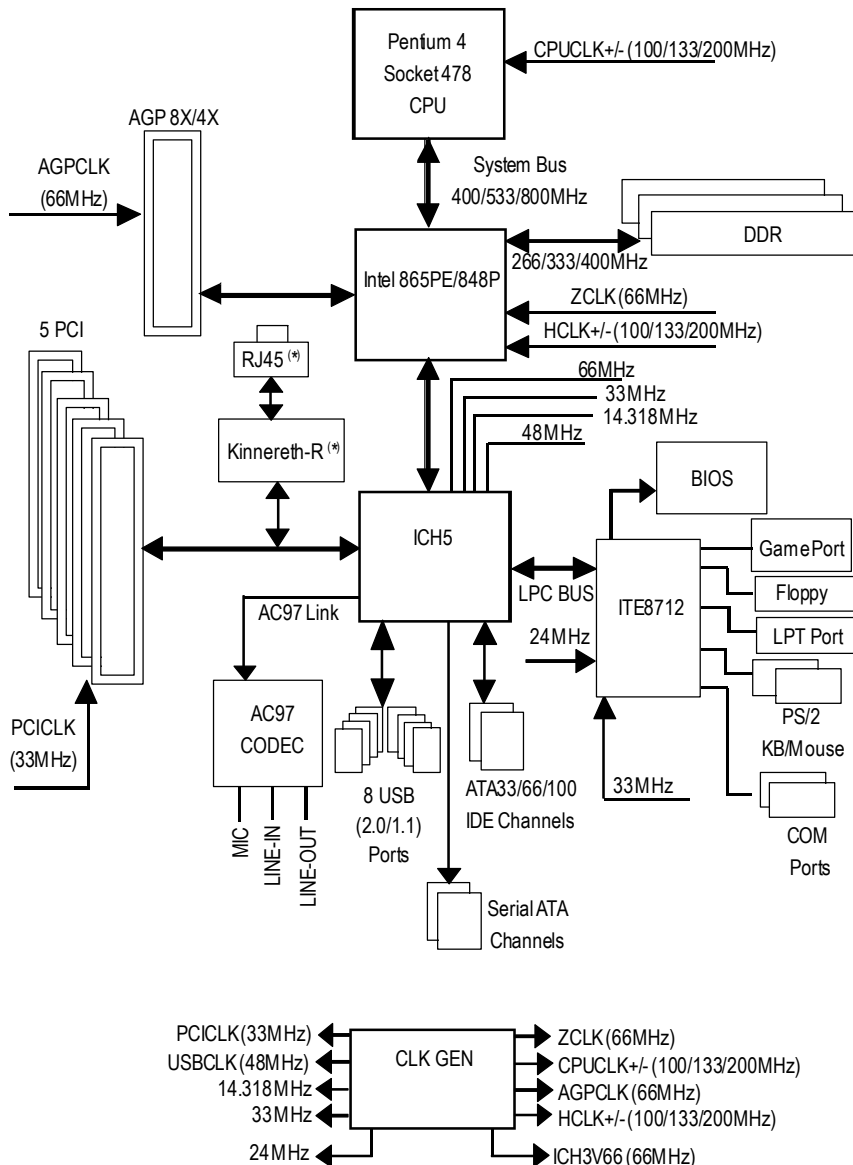 Pentium 4
Socket 478
CPU
CPUCLK+/- (100/133/200MHz)
AGP 8X/4X
AGPCLK
(66MHz)
System Bus
400/533/800MHz
DDR
266/333/400MHz
Intel 865PE/848P
ZCLK (66MHz)
HCLK+/- (100/133/200MHz)
5 PCI
RJ45 (*)
66MHz
33MHz
14.318MHz
48MHz
Kinnereth-R (*)
BIOS
ICH5
GamePort
LPC BUS
ITE8712
Floppy
AC97 Link
LPT Port
24MHz
PS/2
KB/Mouse
PCICLK
(33MHz)
AC97
CODEC
8 USB
(2.0/1.1)
Ports
ATA33/66/100
IDE Channels
33MHz
COM
Ports
MIC
LINE-IN
LINE-OUT
Serial ATA
Channels
CLK GEN
PCICLK (33MHz)
USBCLK (48MHz)
14.318MHz
33MHz
24MHz
ZCLK (66MHz)
CPUCLK+/- (100/133/200MHz)
AGPCLK (66MHz)
HCLK+/- (100/133/200MHz)
ICH3V66 (66MHz)